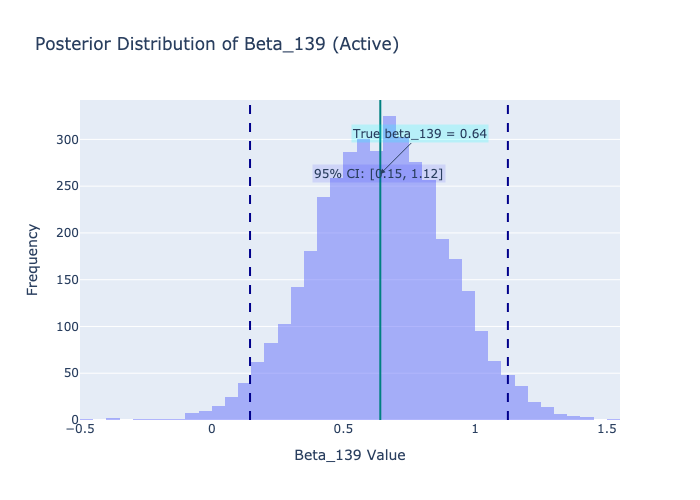 Posterior Distribution of Beta_139 (Active)
True beta_139 = 0.64
95% CI: [0.15, 1.12]
Frequency
300
250
200
150
100
50
0
−0.5
0
0.5
1
1.5
Beta_139 Value